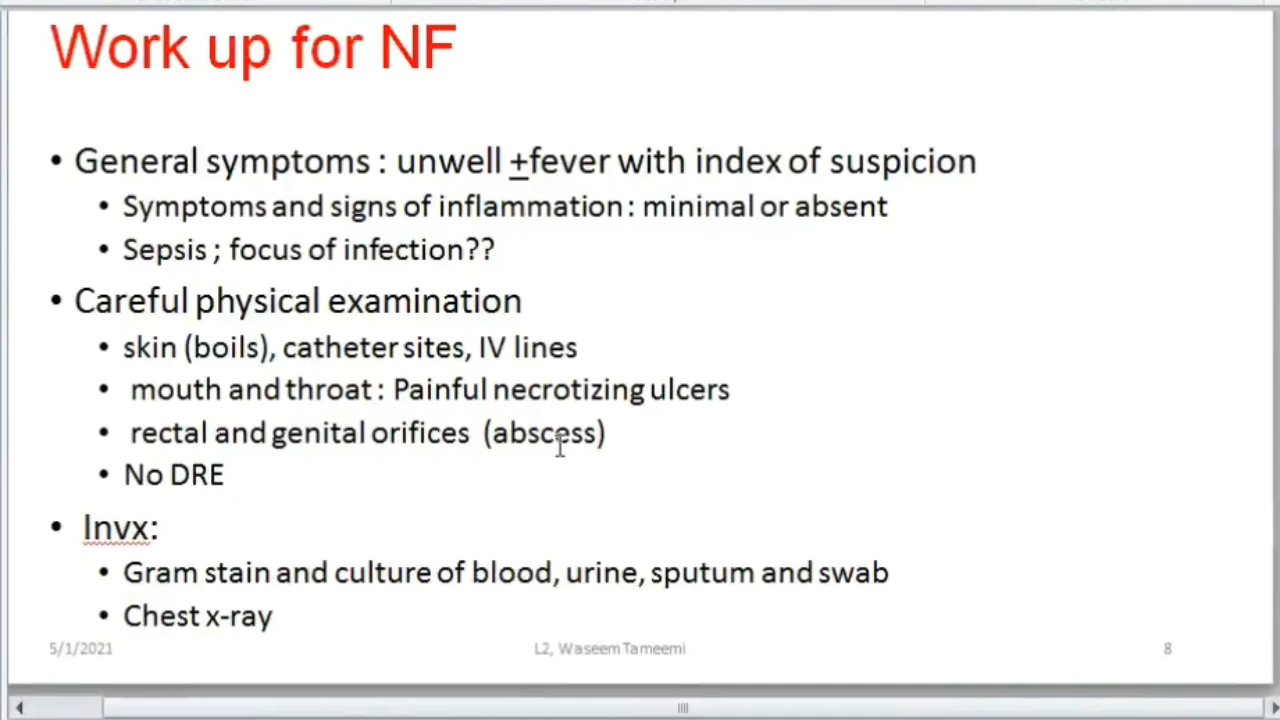 Work up for NF
• General symptoms : unwell ±fever with index of suspicion
• Symptoms and signs of inflammation : minimal or absent
• Sepsis ; focus of infection??
• Careful physical examination
• skin (boils), catheter sites, IV lines
• mouth and throat : Painful necrotizing ulcers
• rectal and genital orifices (abscess)
• No DRE
• Invx:
• Gram stain and culture of blood, urine, sputum and swab
• Chest x-ray
5/1/2021 L2, Waseem Tameemi 8